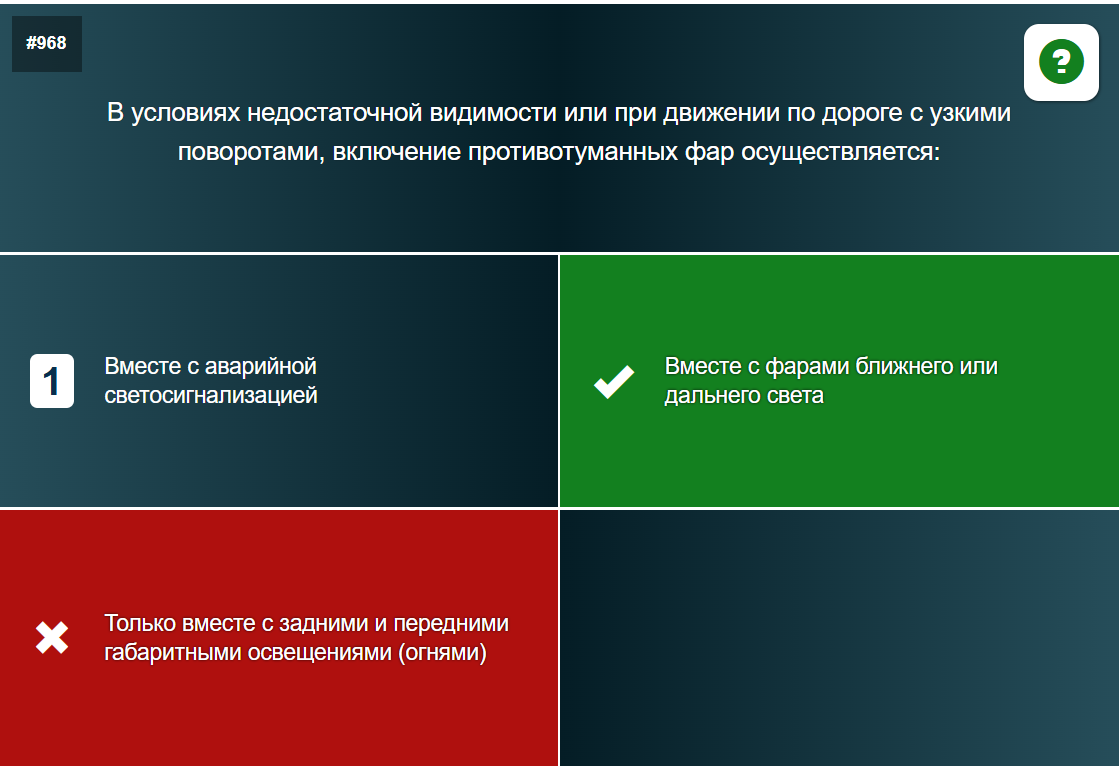 #968
?
В условиях недостаточной видимости или при движении по дороге с узкими
поворотами, включение противотуманных фар осуществляется:
1
Вместе с аварийной
светосигнализацией
Вместе с фарами ближнего или
дальнего света
Только вместе с задними и передними
габаритными освещениями (огнями)